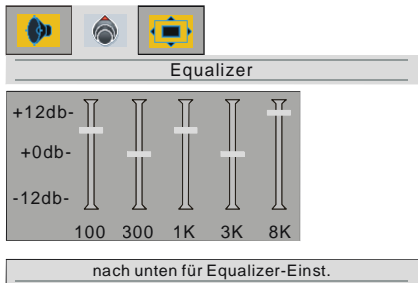 Equalizer
+12db-
+0db-
-12db-
100 300 1K 3K 8K
nach unten für Equalizer-Einst.